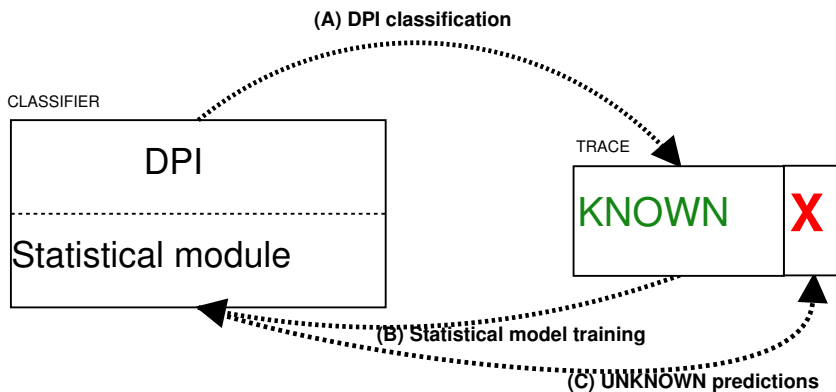 (A) DPI classification
CLASSIFIER
DPI
Statistical module
TRACE
KNOWN
X
(B) Statistical model training
(C) UNKNOWN predictions